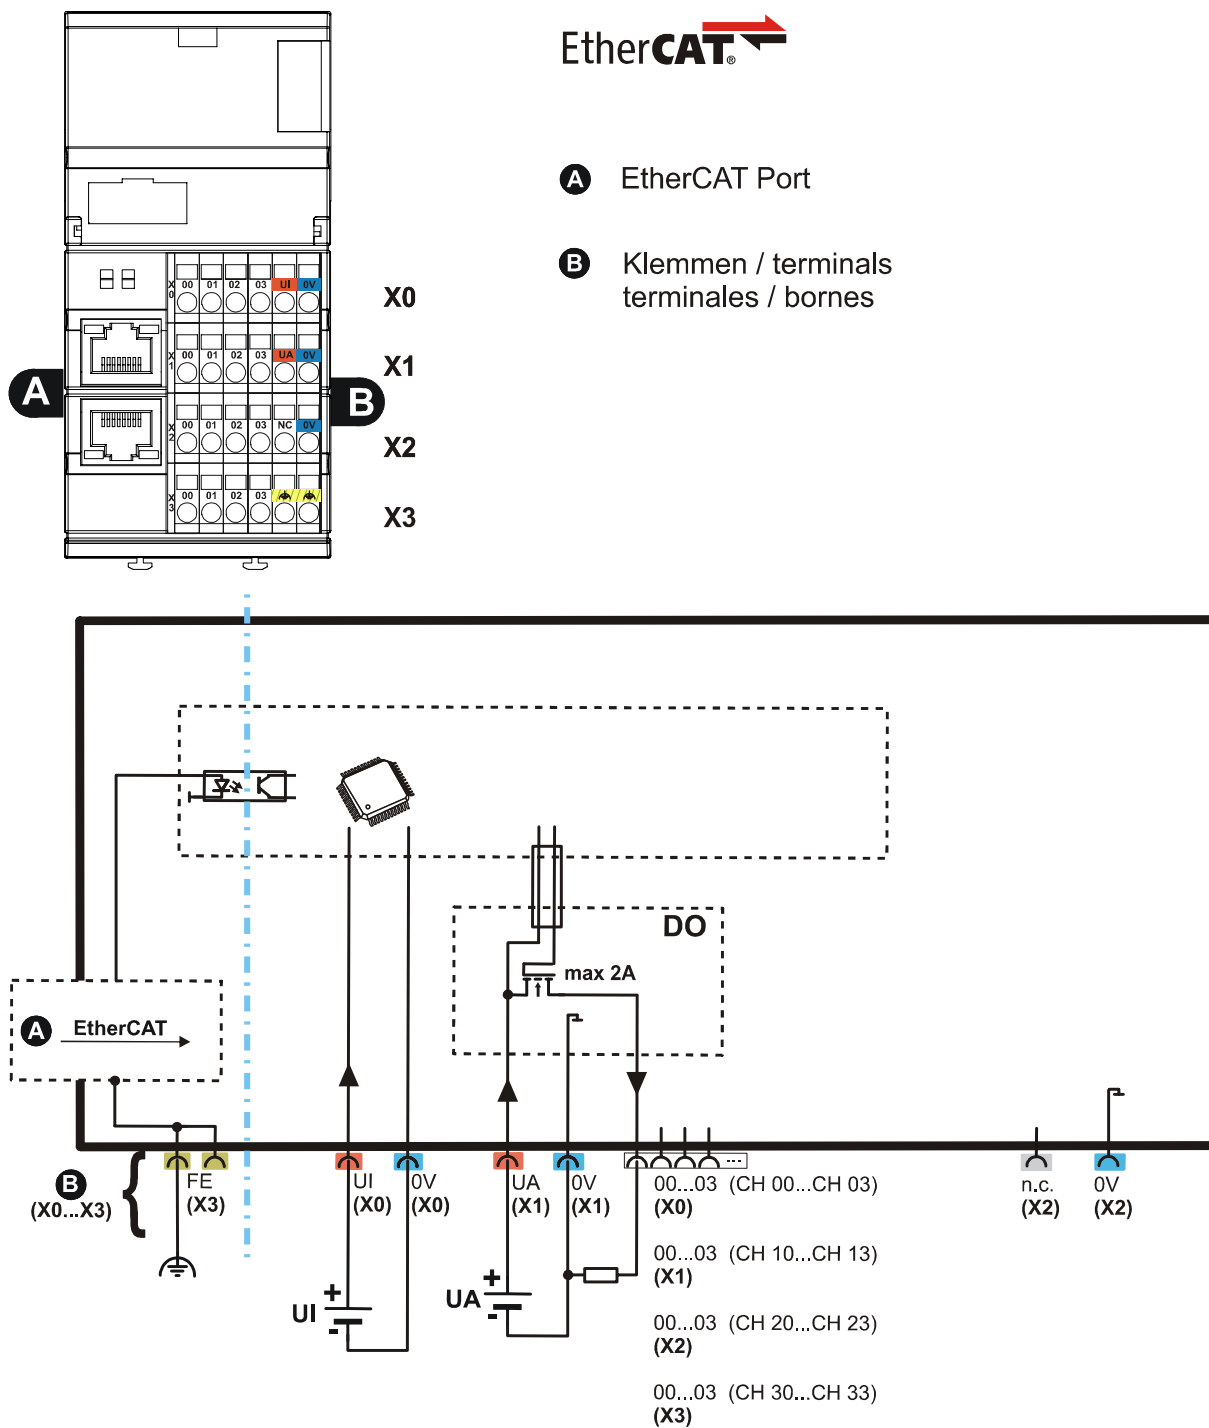 EtherCAT®
A EtherCAT Port
B Klemmen / terminals
terminales / bornes
X0 00 01 02 03 UI 0V X0
X1 00 01 02 03 UA 0V X1
A B
X2 00 01 02 03 NC 0V X2
X3 00 01 02 03 X3
DO
max 2A
A EtherCAT
B
(X0...X3)
FE
(X3)
UI
(X0)
0V
(X0)
UA
(X1)
0V
(X1)
00...03 (CH 00...CH 03)
(X0)
n.c.
(X2)
0V
(X2)
00...03 (CH 10...CH 13)
(X1)
UI + -
UA + -
00...03 (CH 20...CH 23)
(X2)
00...03 (CH 30...CH 33)
(X3)